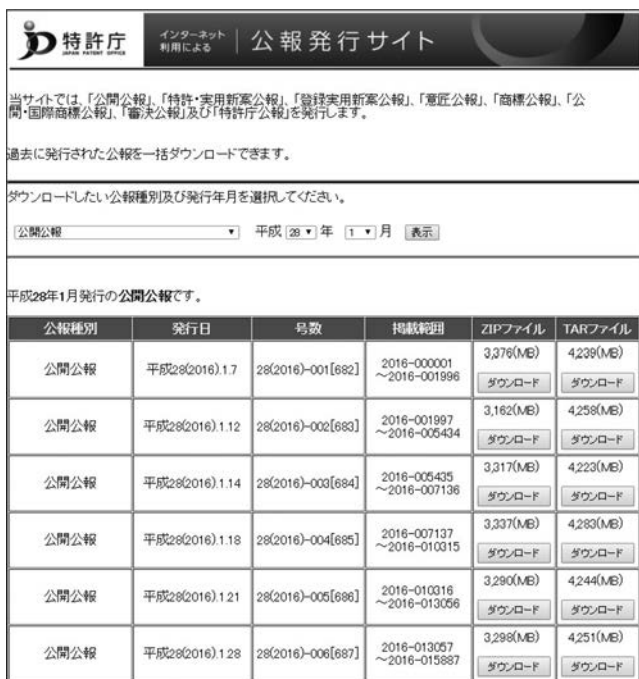 特許庁
JAPAN PATENT OFFICE
インターネット
利用による
公報発行サイト
当サイトでは、「公開公報」、「特許・実用新案公報」、「登録実用新案公報」、「意匠公報」、「商標公報」、「公
開・国際商標公報」、「審決公報」及び「特許庁公報」を発行します。
過去に発行された公報を一括ダウンロードできます。
ダウンロードしたい公報種別及び発行年月を選択してください。
公開公報 平成 28 年 1 月 表示
平成28年1月発行の公開公報です。
公報種別 発行日 号数 掲載範囲 ZIPファイル TARファイル
公開公報 平成28(2016).1.7 28(2016)-001[682] 2016-000001
～2016-001996 3,376(MB) 4,239(MB)
ダウンロード ダウンロード
公開公報 平成28(2016).1.12 28(2016)-002[683] 2016-001997
～2016-005434 3,162(MB) 4,258(MB)
ダウンロード ダウンロード
公開公報 平成28(2016).1.14 28(2016)-003[684] 2016-005435
～2016-007136 3,317(MB) 4,223(MB)
ダウンロード ダウンロード
公開公報 平成28(2016).1.18 28(2016)-004[685] 2016-007137
～2016-010315 3,337(MB) 4,283(MB)
ダウンロード ダウンロード
公開公報 平成28(2016).1.21 28(2016)-005[686] 2016-010316
～2016-013056 3,290(MB) 4,244(MB)
ダウンロード ダウンロード
公開公報 平成28(2016).1.28 28(2016)-006[687] 2016-013057
～2016-015887 3,298(MB) 4,251(MB)
ダウンロード ダウンロード